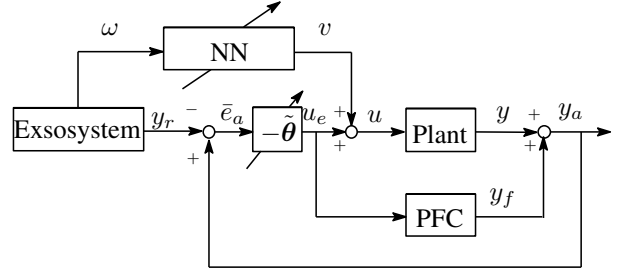 ω NN v
Exsosystem y_r - + ē_a -θ̃ u_e + + u Plant y + + y_a
PFC y_f